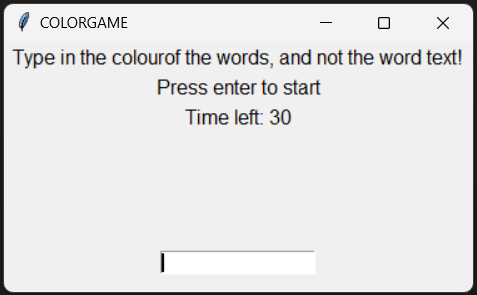 COLORGAME
Type in the colourof the words, and not the word text!
Press enter to start
Time left: 30